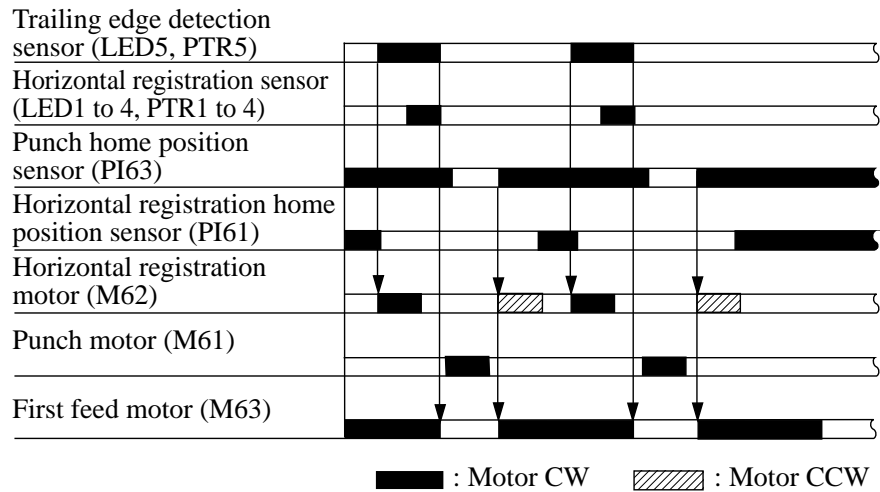 Trailing edge detection
sensor (LED5, PTR5)
Horizontal registration sensor
(LED1 to 4, PTR1 to 4)
Punch home position
sensor (PI63)
Horizontal registration home
position sensor (PI61)
Horizontal registration
motor (M62)
Punch motor (M61)
First feed motor (M63)
: Motor CW : Motor CCW